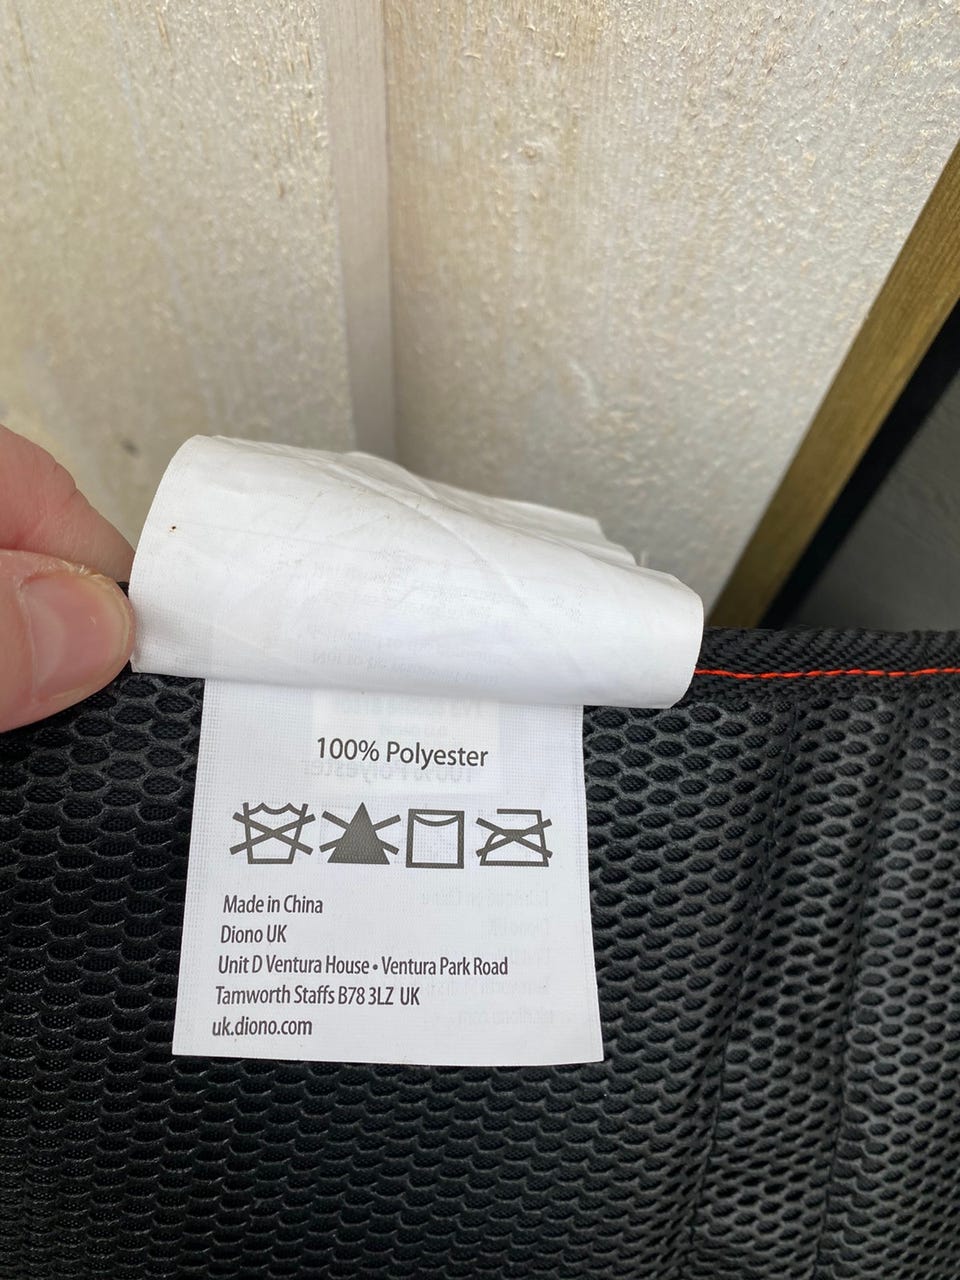 100% Polyester
Made in China
Diono UK
Unit D Ventura House • Ventura Park Road
Tamworth Staffs B78 3LZ UK
uk.diono.com